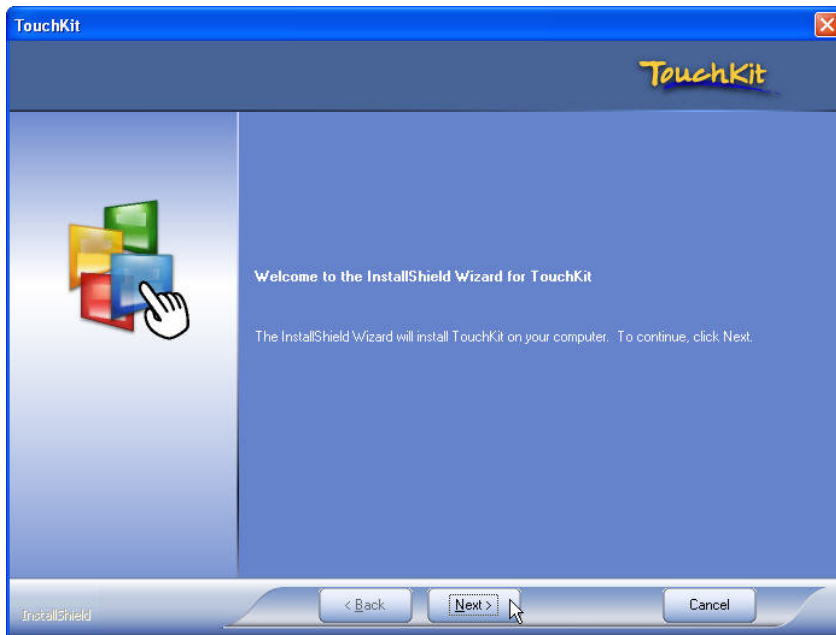 TouchKit
TouchKit
Welcome to the InstallShield Wizard for TouchKit
The InstallShield Wizard will install TouchKit on your computer.  To continue, click Next.
InstallShield
< Back
Next >
Cancel